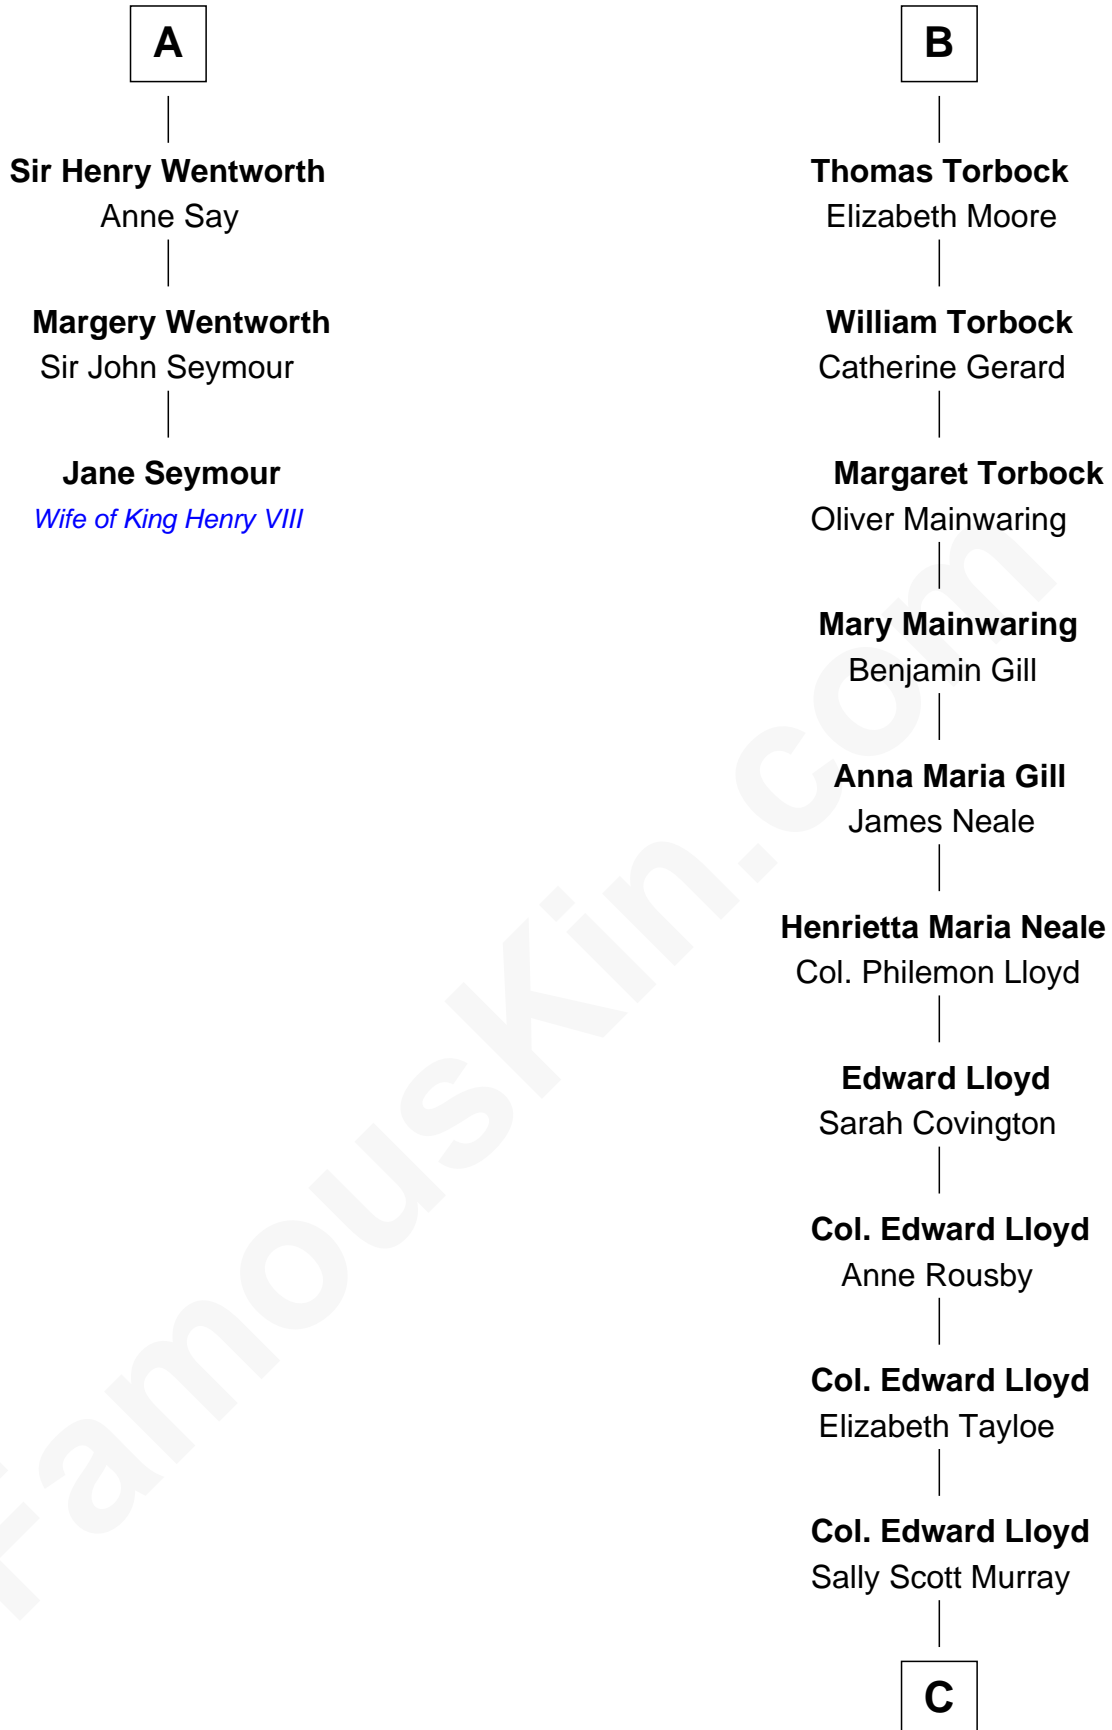 A
Sir Henry Wentworth
Anne Say
Margery Wentworth
Sir John Seymour
Jane Seymour
Wife of King Henry VIII
B
Thomas Torbock
Elizabeth Moore
William Torbock
Catherine Gerard
Margaret Torbock
Oliver Mainwaring
Mary Mainwaring
Benjamin Gill
Anna Maria Gill
James Neale
Henrietta Maria Neale
Col. Philemon Lloyd
Edward Lloyd
Sarah Covington
Col. Edward Lloyd
Anne Rousby
Col. Edward Lloyd
Elizabeth Tayloe
Col. Edward Lloyd
Sally Scott Murray
C
FamousKin.com